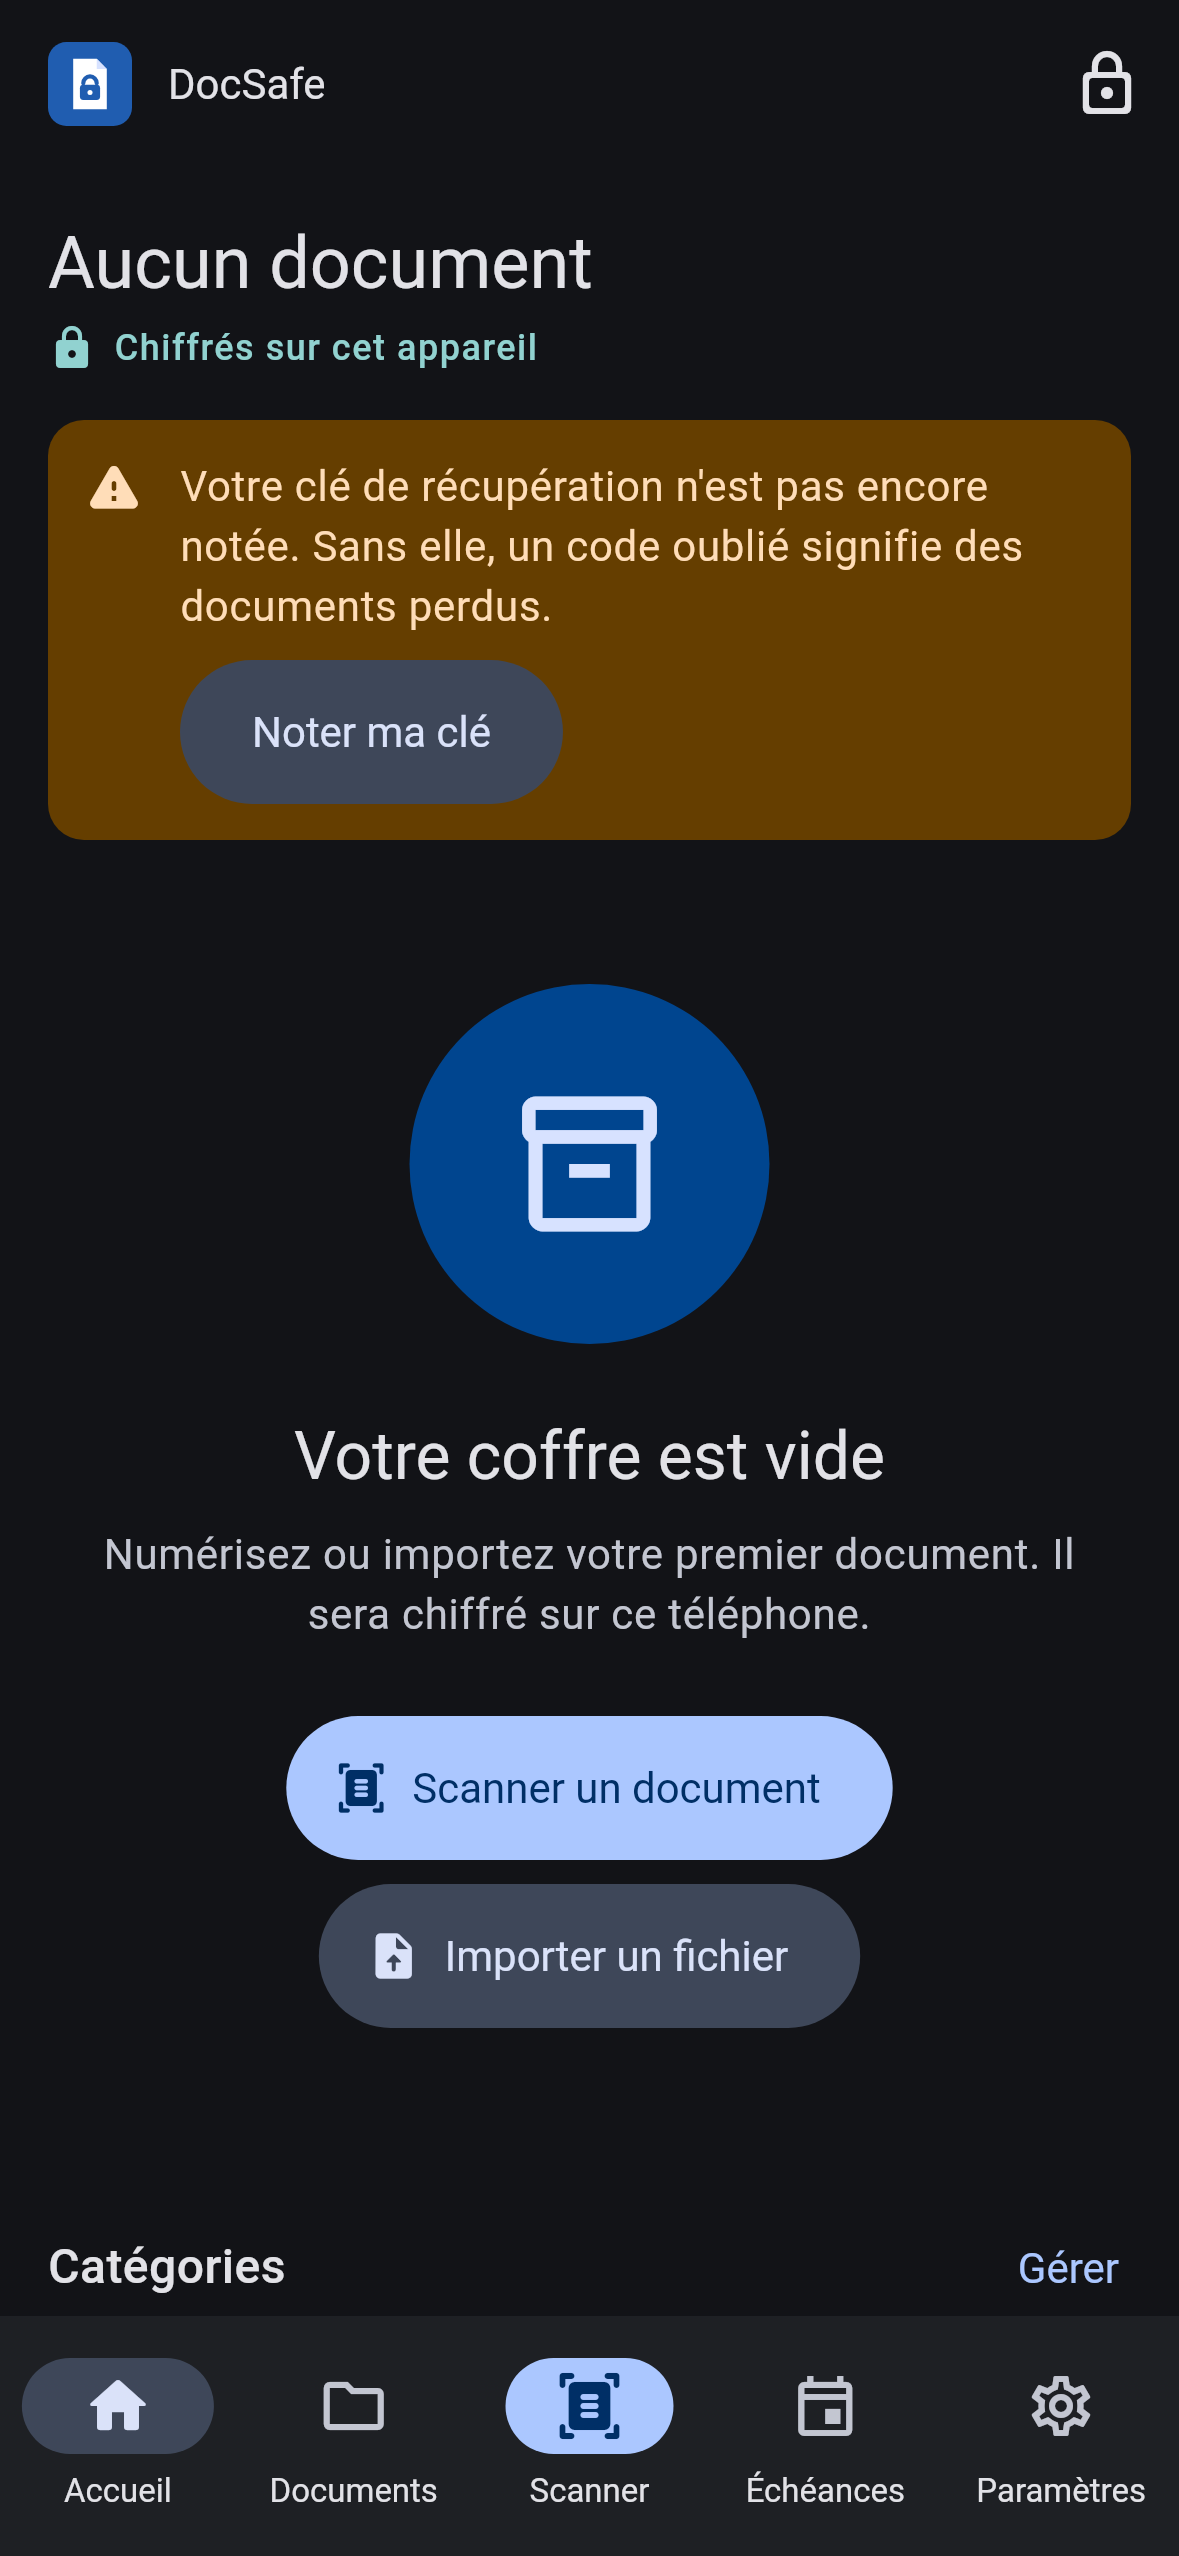 DocSafe
Aucun document
Chiffrés sur cet appareil
Votre clé de récupération n'est pas encore
notée. Sans elle, un code oublié signifie des
documents perdus.
Noter ma clé
Votre coffre est vide
Numérisez ou importez votre premier document. Il
sera chiffré sur ce téléphone.
Scanner un document
Importer un fichier
Catégories
Gérer
Accueil
Documents
Scanner
Échéances
Paramètres